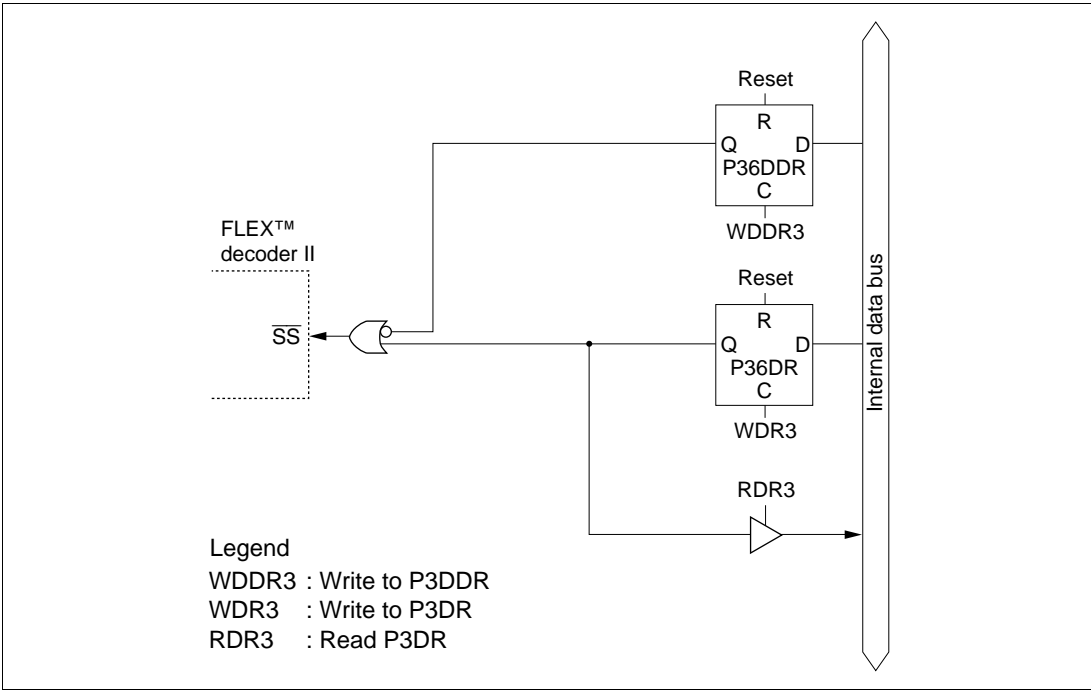 Reset
R
Q D
P36DDR
C
WDDR3
FLEX™
decoder II
SS
Reset
R
Q D
P36DR
C
WDR3
Internal data bus
RDR3
Legend
WDDR3 : Write to P3DDR
WDR3 : Write to P3DR
RDR3 : Read P3DR